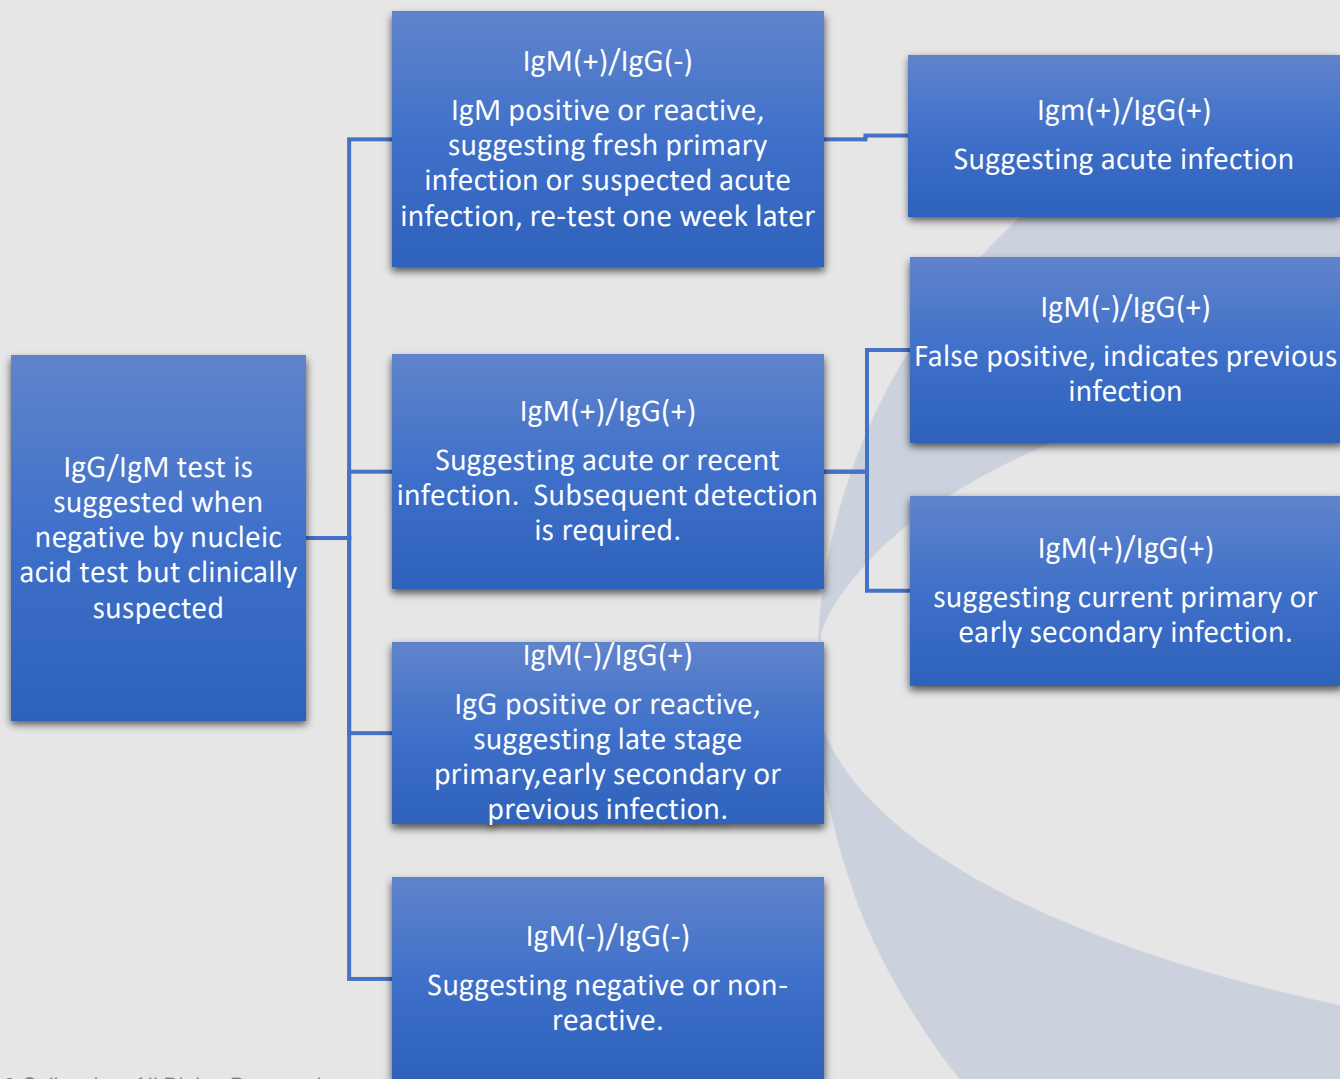 IgG/IgM test is
suggested when
negative by nucleic
acid test but clinically
suspected
IgM(+)/IgG(-)
IgM positive or reactive,
suggesting fresh primary
infection or suspected acute
infection, re-test one week later
Igm(+)/IgG(+)
Suggesting acute infection
IgM(+)/IgG(+)
Suggesting acute or recent
infection.  Subsequent detection
is required.
IgM(-)/IgG(+)
False positive, indicates previous
infection
IgM(+)/IgG(+)
suggesting current primary or
early secondary infection.
IgM(-)/IgG(+)
IgG positive or reactive,
suggesting late stage
primary,early secondary or
previous infection.
IgM(-)/IgG(-)
Suggesting negative or non-
reactive.